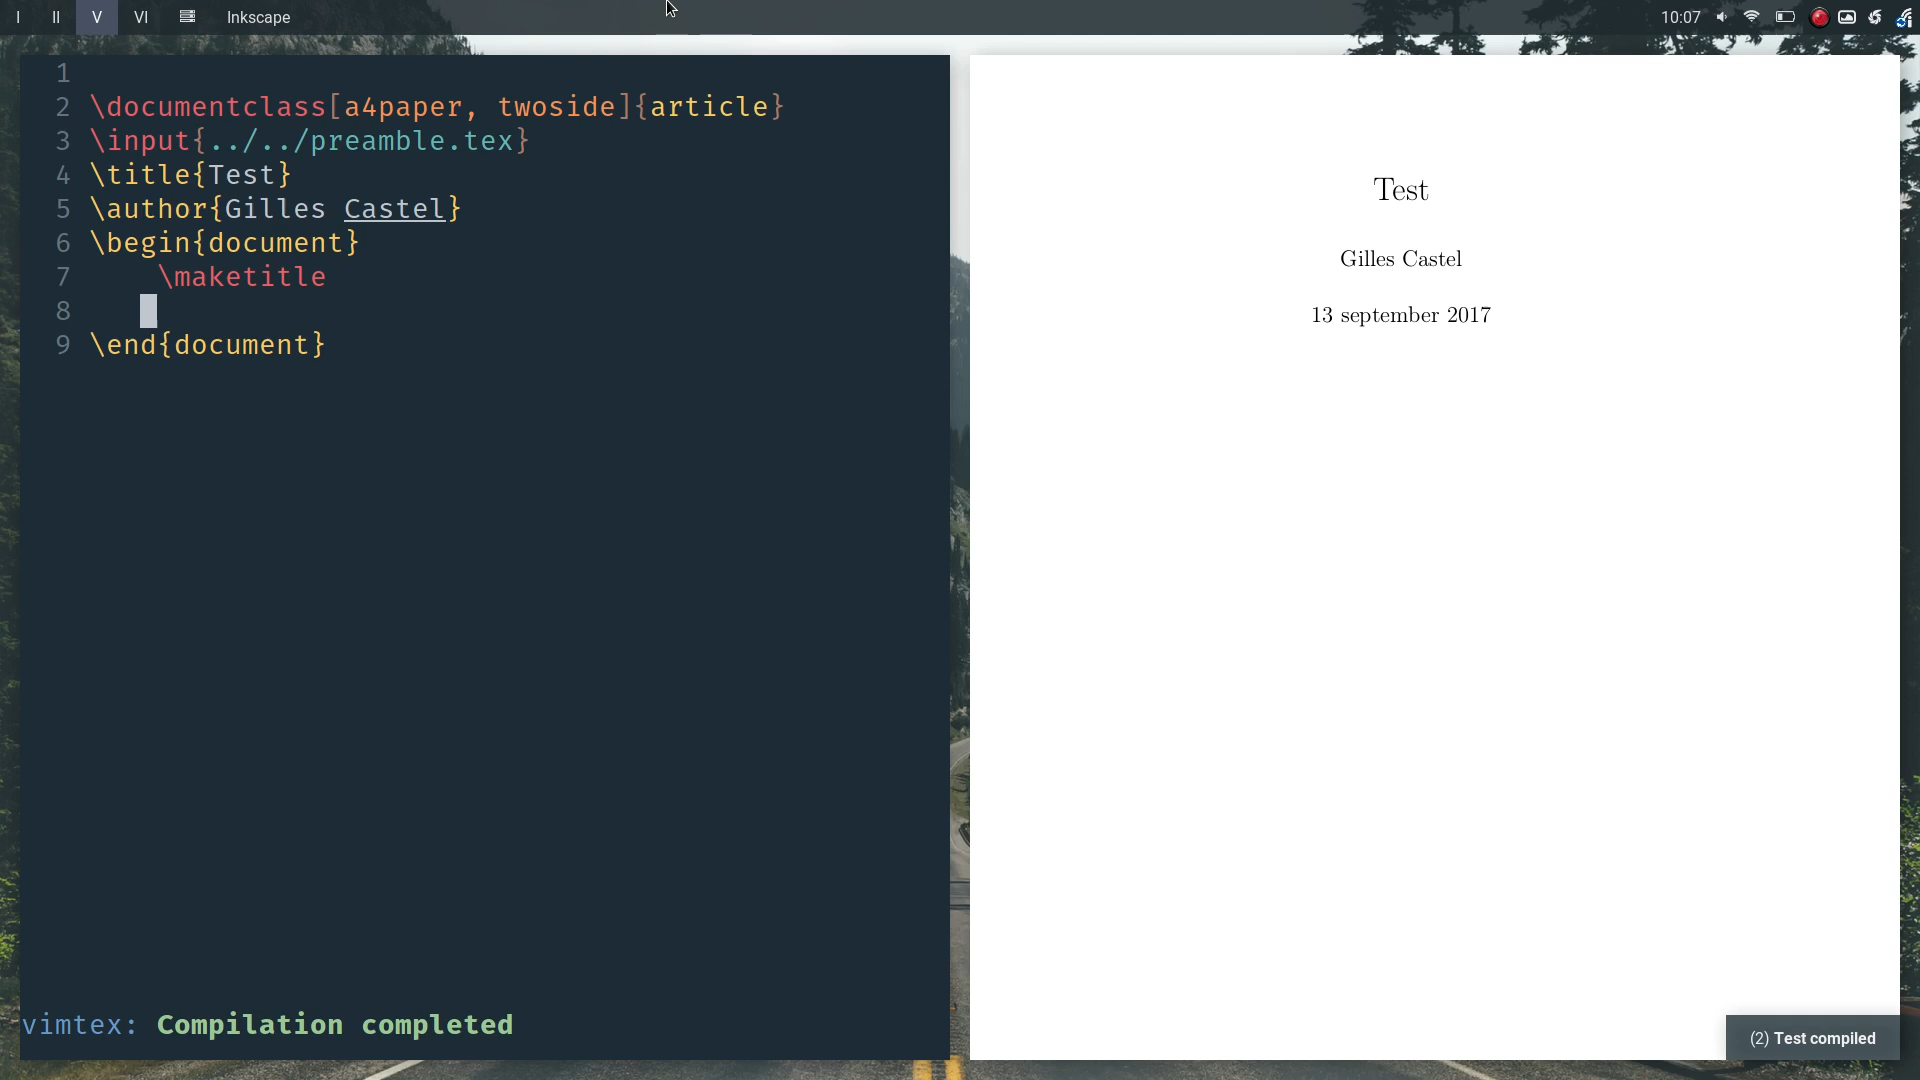 I II V VI Inkscape 10:07
1
2 \documentclass[a4paper, twoside]{article}
3 \input{../../preamble.tex}
4 \title{Test}
5 \author{Gilles Castel}
6 \begin{document}
7 \maketitle
8
9 \end{document}
vimtex: Compilation completed
Test
Gilles Castel
13 september 2017
(2) Test compiled